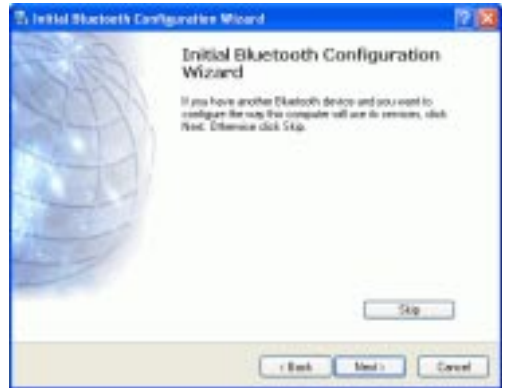 Initial Bluetooth Configuration Wizard
Initial Bluetooth Configuration
Wizard
If you have another Bluetooth device and you want to
configure the way this computer will use its services, click
Next. Otherwise click Skip.
Skip
< Back
Next >
Cancel